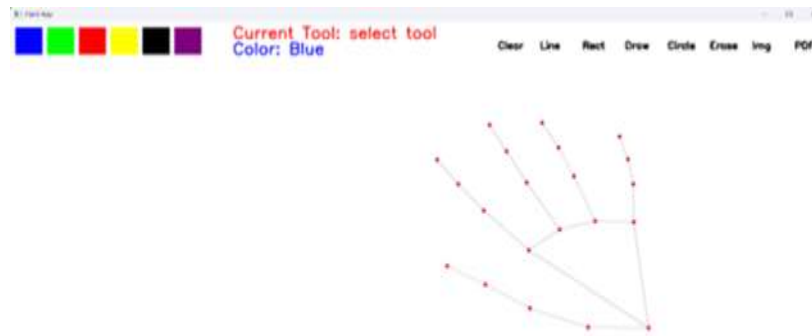 Current Tool: select tool
Color: Blue
Clear Line Rect Draw Circle Erase Img PDF